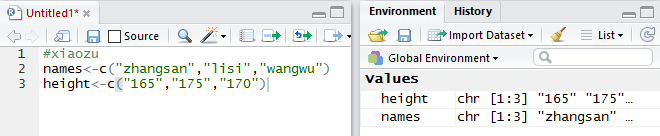 Untitled1*
Source
1 #xiaozu
2 names<-c("zhangsan","lisi","wangwu")
3 height<-c("165","175","170")
Environment History
Import Dataset List
Global Environment
values
height chr [1:3] "165" "175"…
names chr [1:3] "zhangsan" …